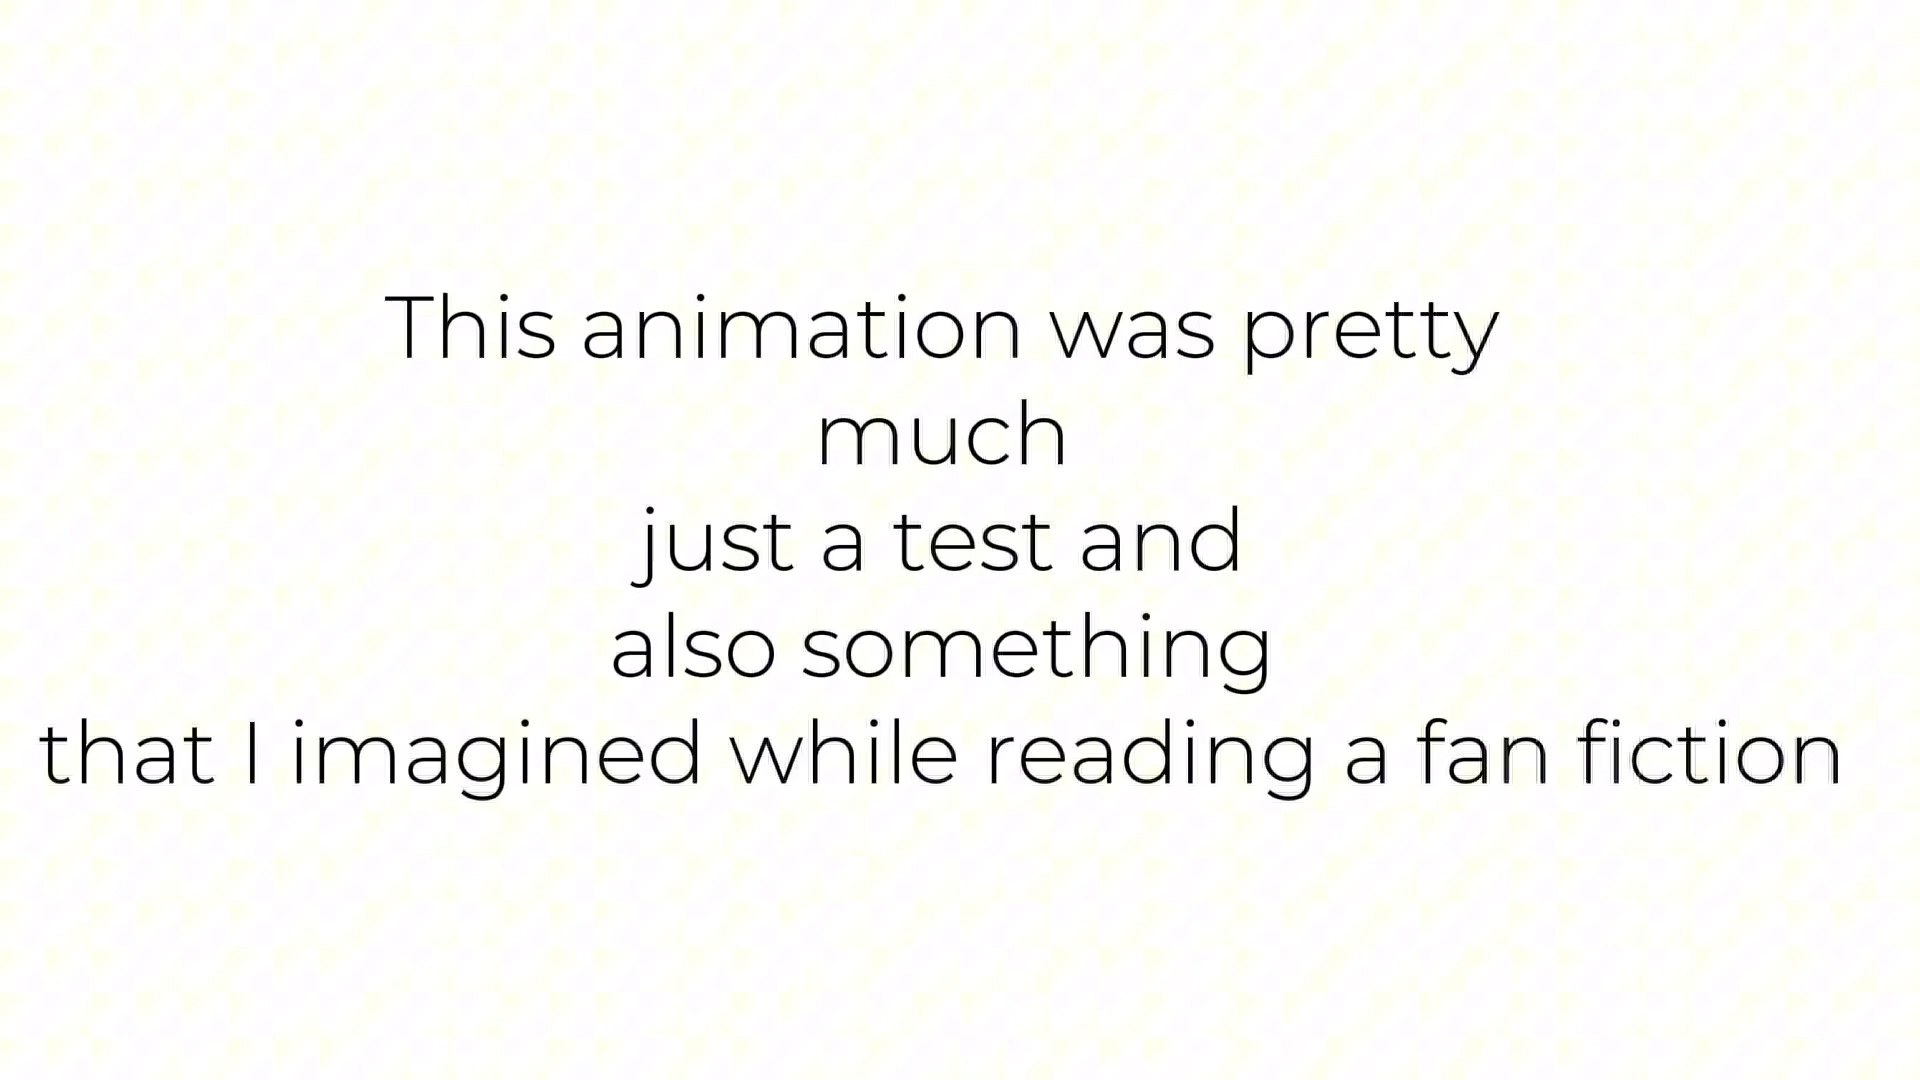 This animation was pretty
much
just a test and
also something
that I imagined while reading a fan fiction